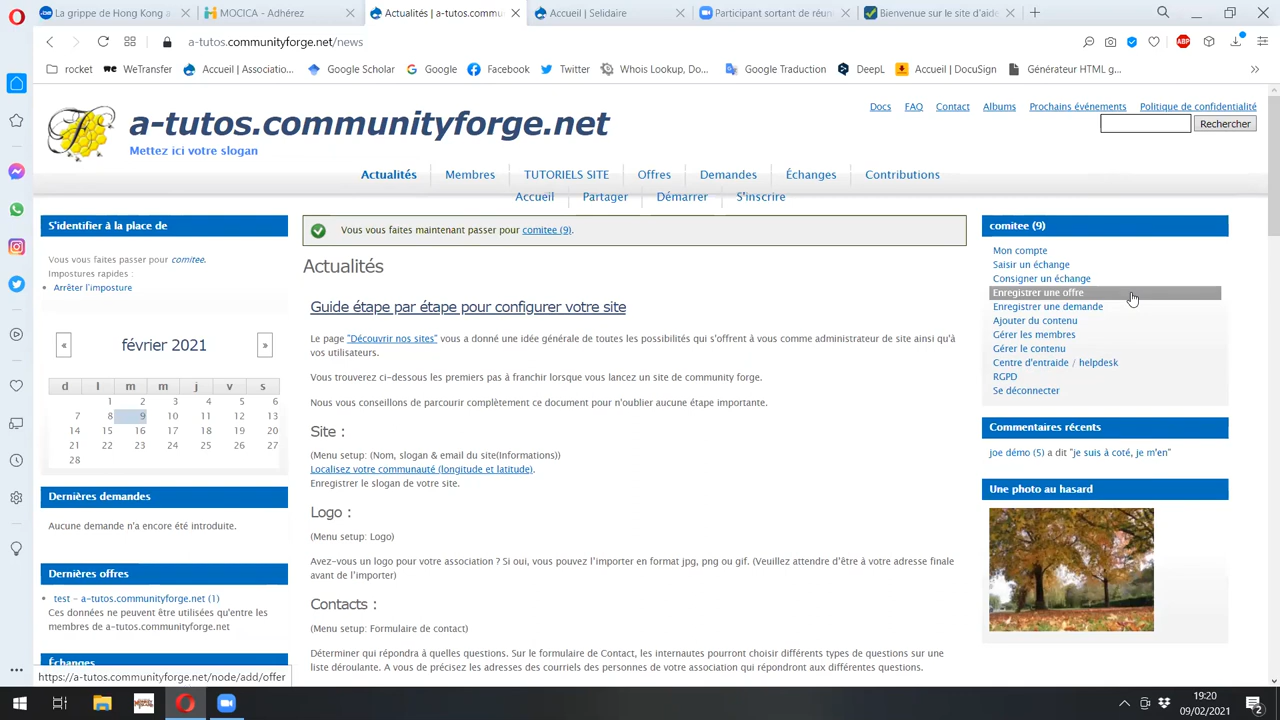 La grippe de Hong Kong a
MOCICA - Adhérez
Actualités | a-tutos.commu
Accueil | Selidaire
Participant sortant de réun
Bienvenue sur le site d'aide
a-tutos.communityforge.net/news
ABP
rocket
WeTransfer
Accueil | Associatio...
Google Scholar
Google
Facebook
Twitter
Whois Lookup, Do...
Google Traduction
DeepL
Accueil | DocuSign
Générateur HTML g...
Docs
FAQ
Contact
Albums
Prochains événements
Politique de confidentialité
a-tutos.communityforge.net
Mettez ici votre slogan
Rechercher
Actualités
Membres
TUTORIELS SITE
Offres
Demandes
Échanges
Contributions
Accueil
Partager
Démarrer
S'inscrire
S'identifier à la place de
Vous vous faites passer pour comitee.
Impostures rapides :
Arrêter l'imposture
« février 2021 »
d l m m j v s
1 2 3 4 5 6
7 8 9 10 11 12 13
14 15 16 17 18 19 20
21 22 23 24 25 26 27
28
Dernières demandes
Aucune demande n'a encore été introduite.
Dernières offres
test - a-tutos.communityforge.net (1)
Ces données ne peuvent être utilisées qu'entre les
membres de a-tutos.communityforge.net
Échanges
https://a-tutos.communityforge.net/node/add/offer
Vous vous faites maintenant passer pour comitee (9).
Actualités
Guide étape par étape pour configurer votre site
Le page "Découvrir nos sites" vous a donné une idée générale de toutes les possibilités qui s'offrent à vous comme administrateur de site ainsi qu'à
vos utilisateurs.
Vous trouverez ci-dessous les premiers pas à franchir lorsque vous lancez un site de community forge.
Nous vous conseillons de parcourir complètement ce document pour n'oublier aucune étape importante.
Site :
(Menu setup: (Nom, slogan & email du site(Informations))
Localisez votre communauté (longitude et latitude).
Enregistrer le slogan de votre site.
Logo :
(Menu setup: Logo)
Avez-vous un logo pour votre association ? Si oui, vous pouvez l'importer en format jpg, png ou gif. (Veuillez attendre d'être à votre adresse finale
avant de l'importer)
Contacts :
(Menu setup: Formulaire de contact)
Déterminer qui répondra à quelles questions. Sur le formulaire de Contact, les internautes pourront choisir différents types de questions sur une
liste déroulante. A vous de précisez les adresses des courriels des personnes de votre association qui répondront aux différentes questions.
comitee (9)
Mon compte
Saisir un échange
Consigner un échange
Enregistrer une offre
Enregistrer une demande
Ajouter du contenu
Gérer les membres
Gérer le contenu
Centre d'entraide / helpdesk
RGPD
Se déconnecter
Commentaires récents
joe démo (5) a dit "je suis à coté, je m'en"
Une photo au hasard
19:20
09/02/2021
2